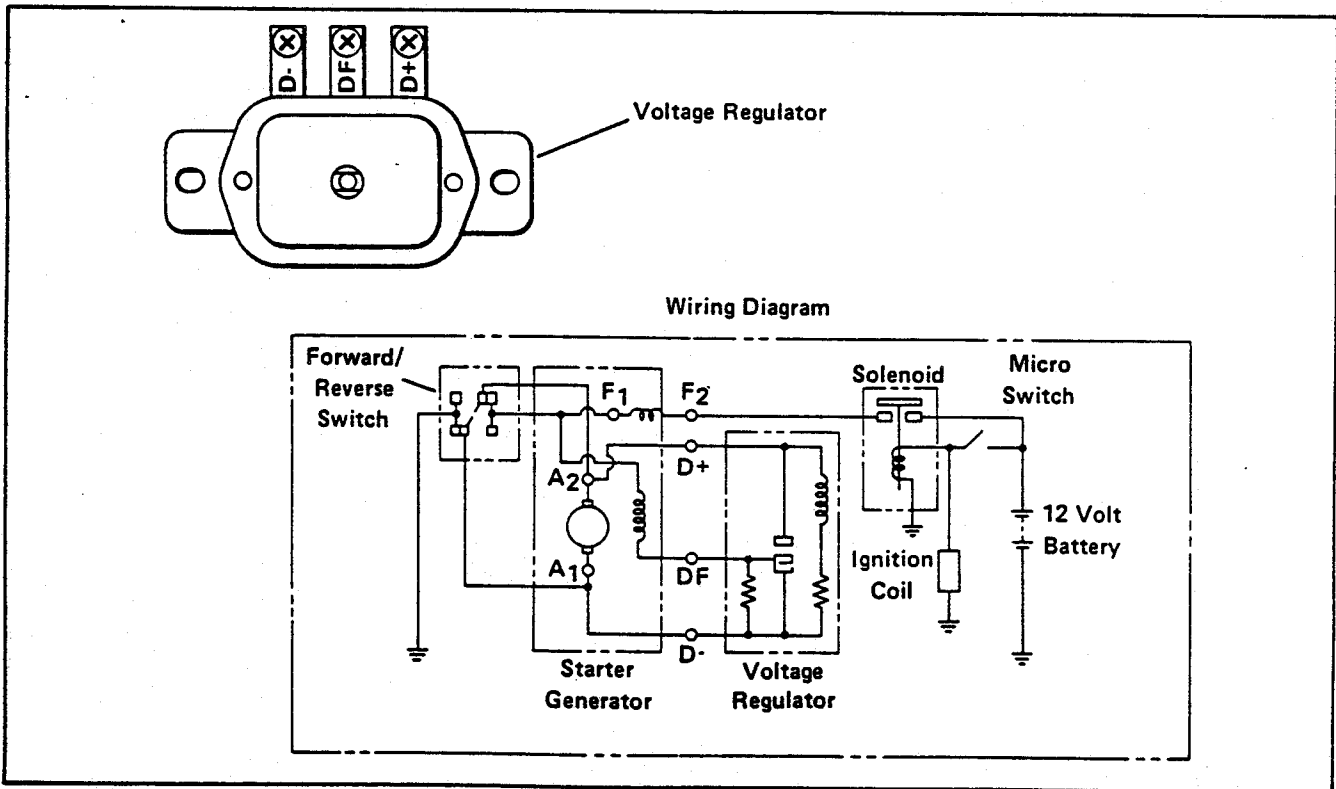 D-
DF
D+
Voltage Regulator
Wiring Diagram
Forward/
Reverse
Switch
F1
F2
Solenoid
Micro
Switch
D+
A2
12 Volt
Battery
A1
DF
Ignition
Coil
D-
Starter
Generator
Voltage
Regulator